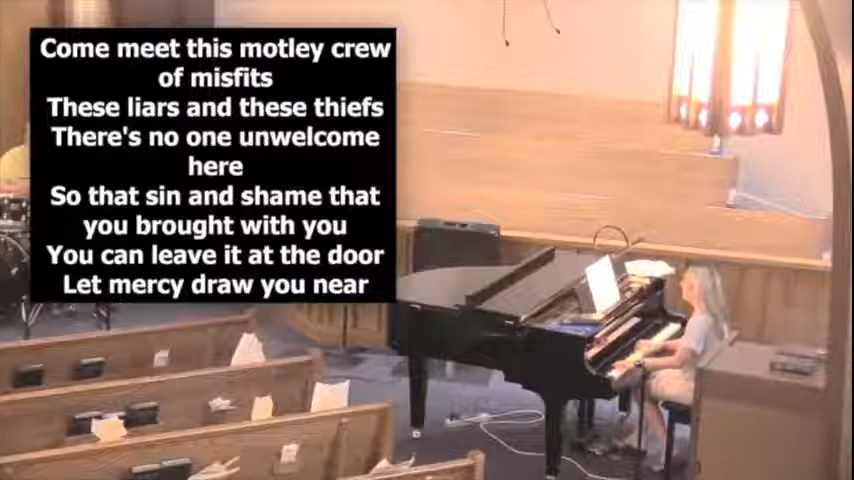 Come meet this motley crew
of misfits
These liars and these thiefs
There's no one unwelcome
here
So that sin and shame that
you brought with you
You can leave it at the door
Let mercy draw you near